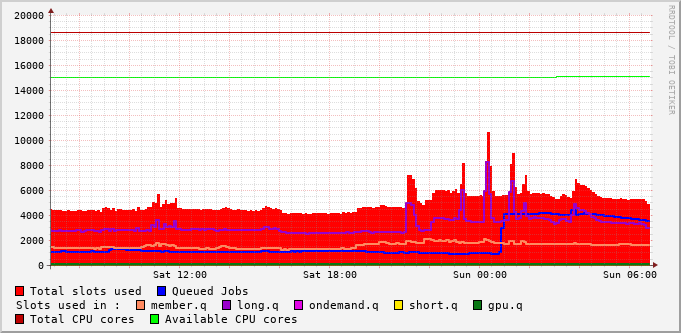 20000
18000
16000
14000
12000
10000
8000
6000
4000
2000
0
Sat 12:00 Sat 18:00 Sun 00:00 Sun 06:00
RRDTOOL / TOBI OETIKER
Total slots used Queued Jobs
Slots used in : member.q long.q ondemand.q short.q gpu.q
Total CPU cores Available CPU cores